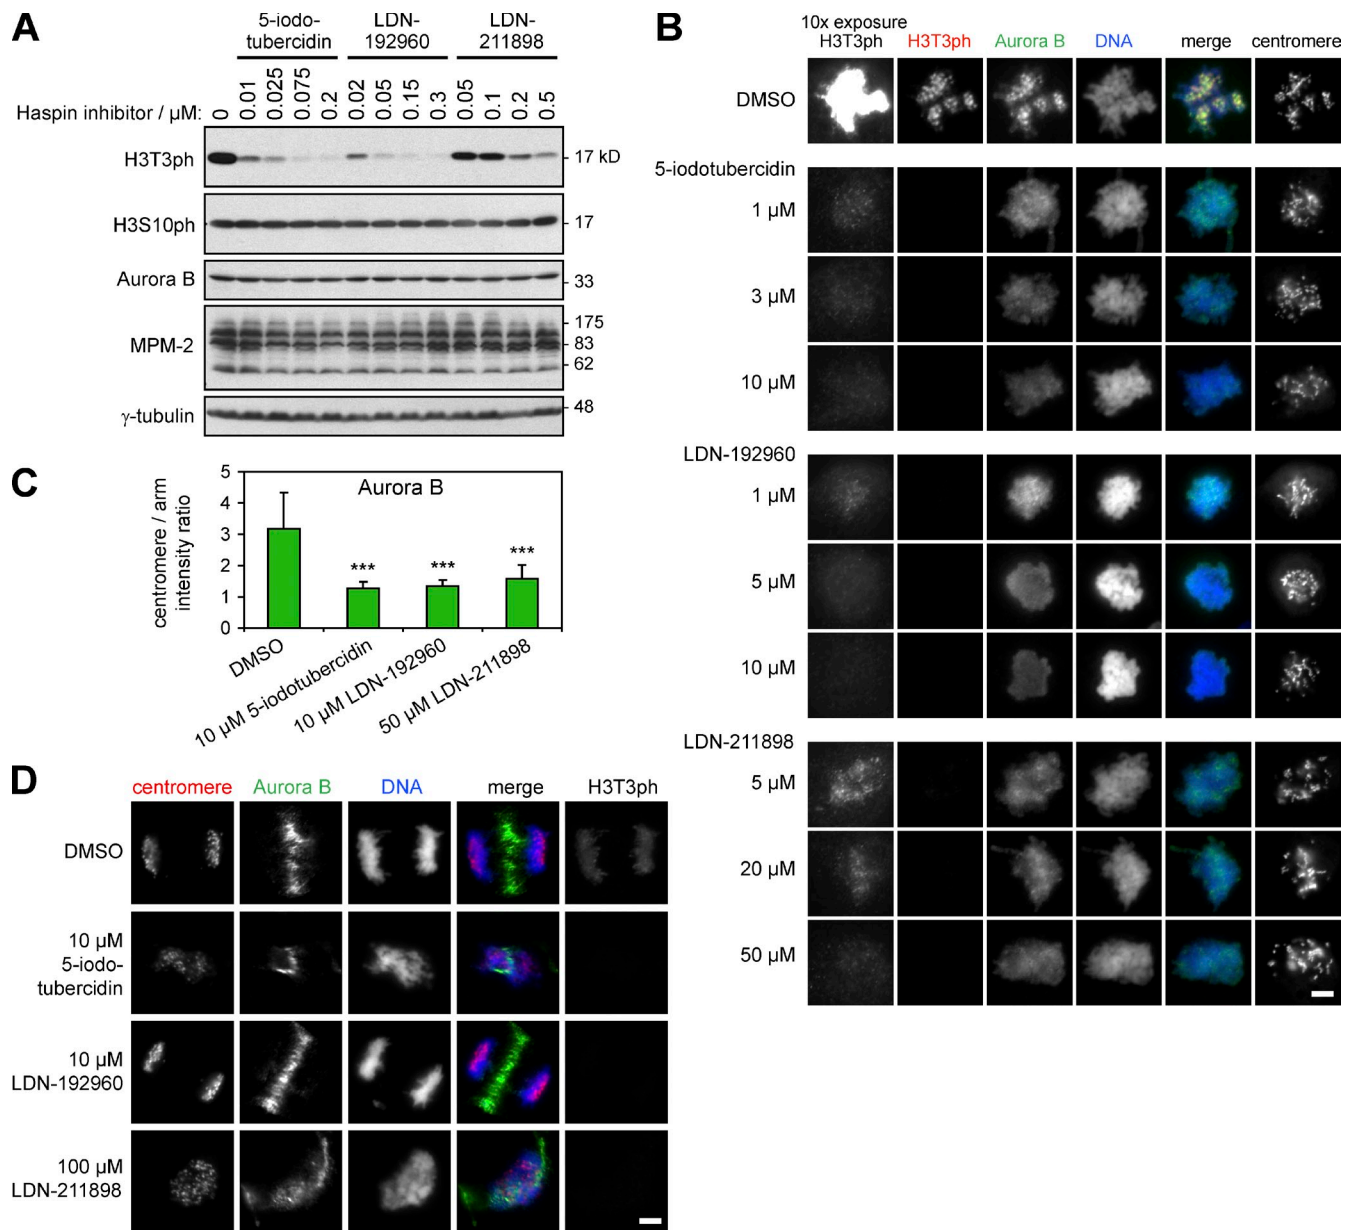 A
5-iodo-
tubercidin
LDN-
192960
LDN-
211898
Haspin inhibitor / µM:
0
0.01
0.025
0.075
0.2
0.02
0.05
0.15
0.3
0.05
0.1
0.2
0.5
H3T3ph
17 kD
H3S10ph
17
Aurora B
33
MPM-2
175
83
62
γ-tubulin
48
B
10x exposure
H3T3ph
H3T3ph
Aurora B
DNA
merge
centromere
DMSO
5-iodotubercidin
1 µM
3 µM
10 µM
LDN-192960
1 µM
5 µM
10 µM
LDN-211898
5 µM
20 µM
50 µM
C
centromere / arm
intensity ratio
5
4
3
2
1
0
Aurora B
***
***
***
DMSO
10 µM 5-iodotubercidin
10 µM LDN-192960
50 µM LDN-211898
D
centromere
Aurora B
DNA
merge
H3T3ph
DMSO
10 µM
5-iodo-
tubercidin
10 µM
LDN-192960
100 µM
LDN-211898